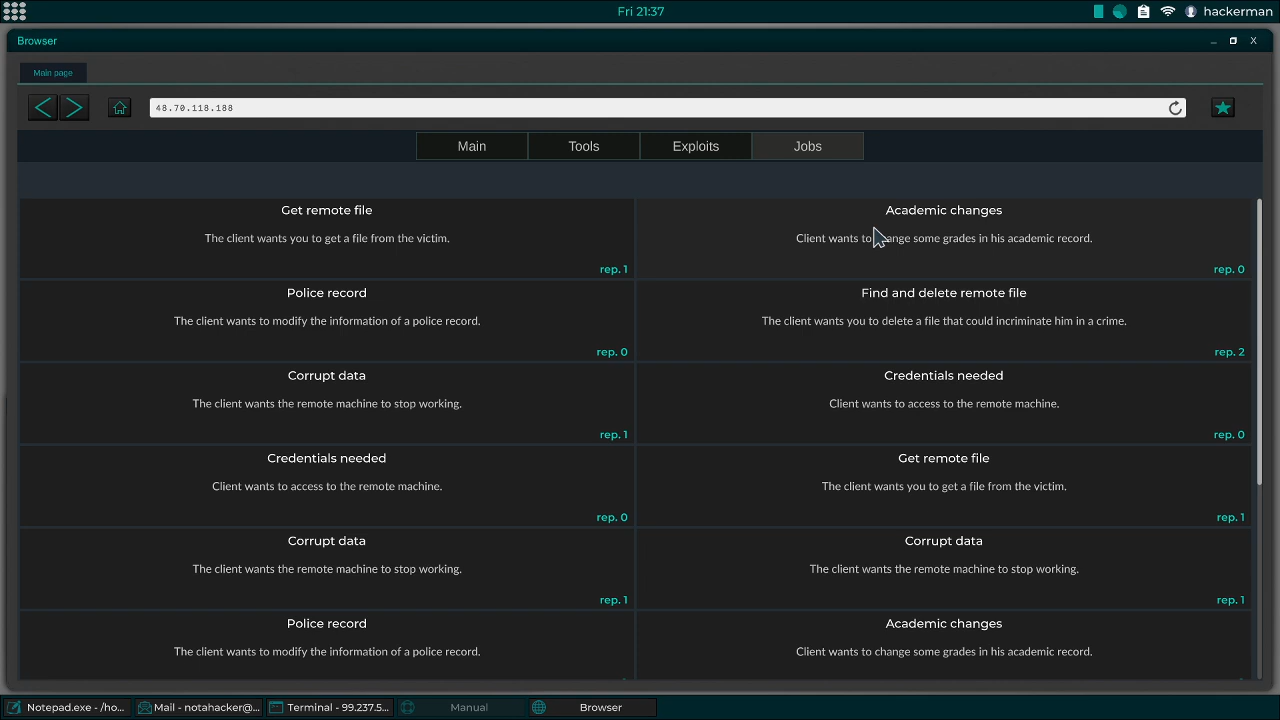 Fri 21:37
hackerman
Browser
_
X
Main page
48.70.118.188
Main
Tools
Exploits
Jobs
Get remote file
The client wants you to get a file from the victim.
rep. 1
Academic changes
Client wants to change some grades in his academic record.
rep. 0
Police record
The client wants to modify the information of a police record.
rep. 0
Find and delete remote file
The client wants you to delete a file that could incriminate him in a crime.
rep. 2
Corrupt data
The client wants the remote machine to stop working.
rep. 1
Credentials needed
Client wants to access to the remote machine.
rep. 0
Credentials needed
Client wants to access to the remote machine.
rep. 0
Get remote file
The client wants you to get a file from the victim.
rep. 1
Corrupt data
The client wants the remote machine to stop working.
rep. 1
Corrupt data
The client wants the remote machine to stop working.
rep. 1
Police record
The client wants to modify the information of a police record.
Academic changes
Client wants to change some grades in his academic record.
Notepad.exe - /ho...
Mail - notahacker@...
Terminal - 99.237.5...
Manual
Browser